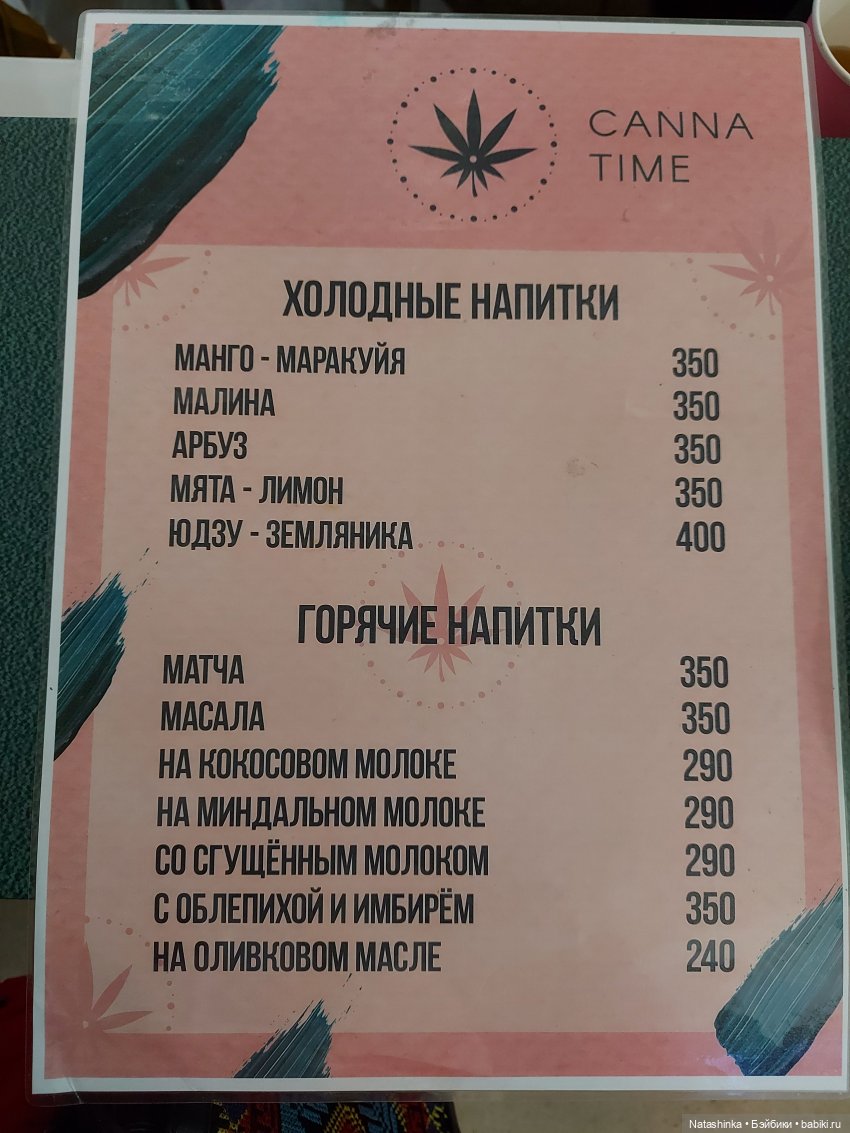 CANNA
TIME
ХОЛОДНЫЕ НАПИТКИ
МАНГО - МАРАКУЙЯ 350
МАЛИНА 350
АРБУЗ 350
МЯТА - ЛИМОН 350
ЮДЗУ - ЗЕМЛЯНИКА 400
ГОРЯЧИЕ НАПИТКИ
МАТЧА 350
МАСАЛА 350
НА КОКОСОВОМ МОЛОКЕ 290
НА МИНДАЛЬНОМ МОЛОКЕ 290
СО СГУЩЁННЫМ МОЛОКОМ 290
С ОБЛЕПИХОЙ И ИМБИРЁМ 350
НА ОЛИВКОВОМ МАСЛЕ 240
Natashinka • Бэйбики • babiki.ru